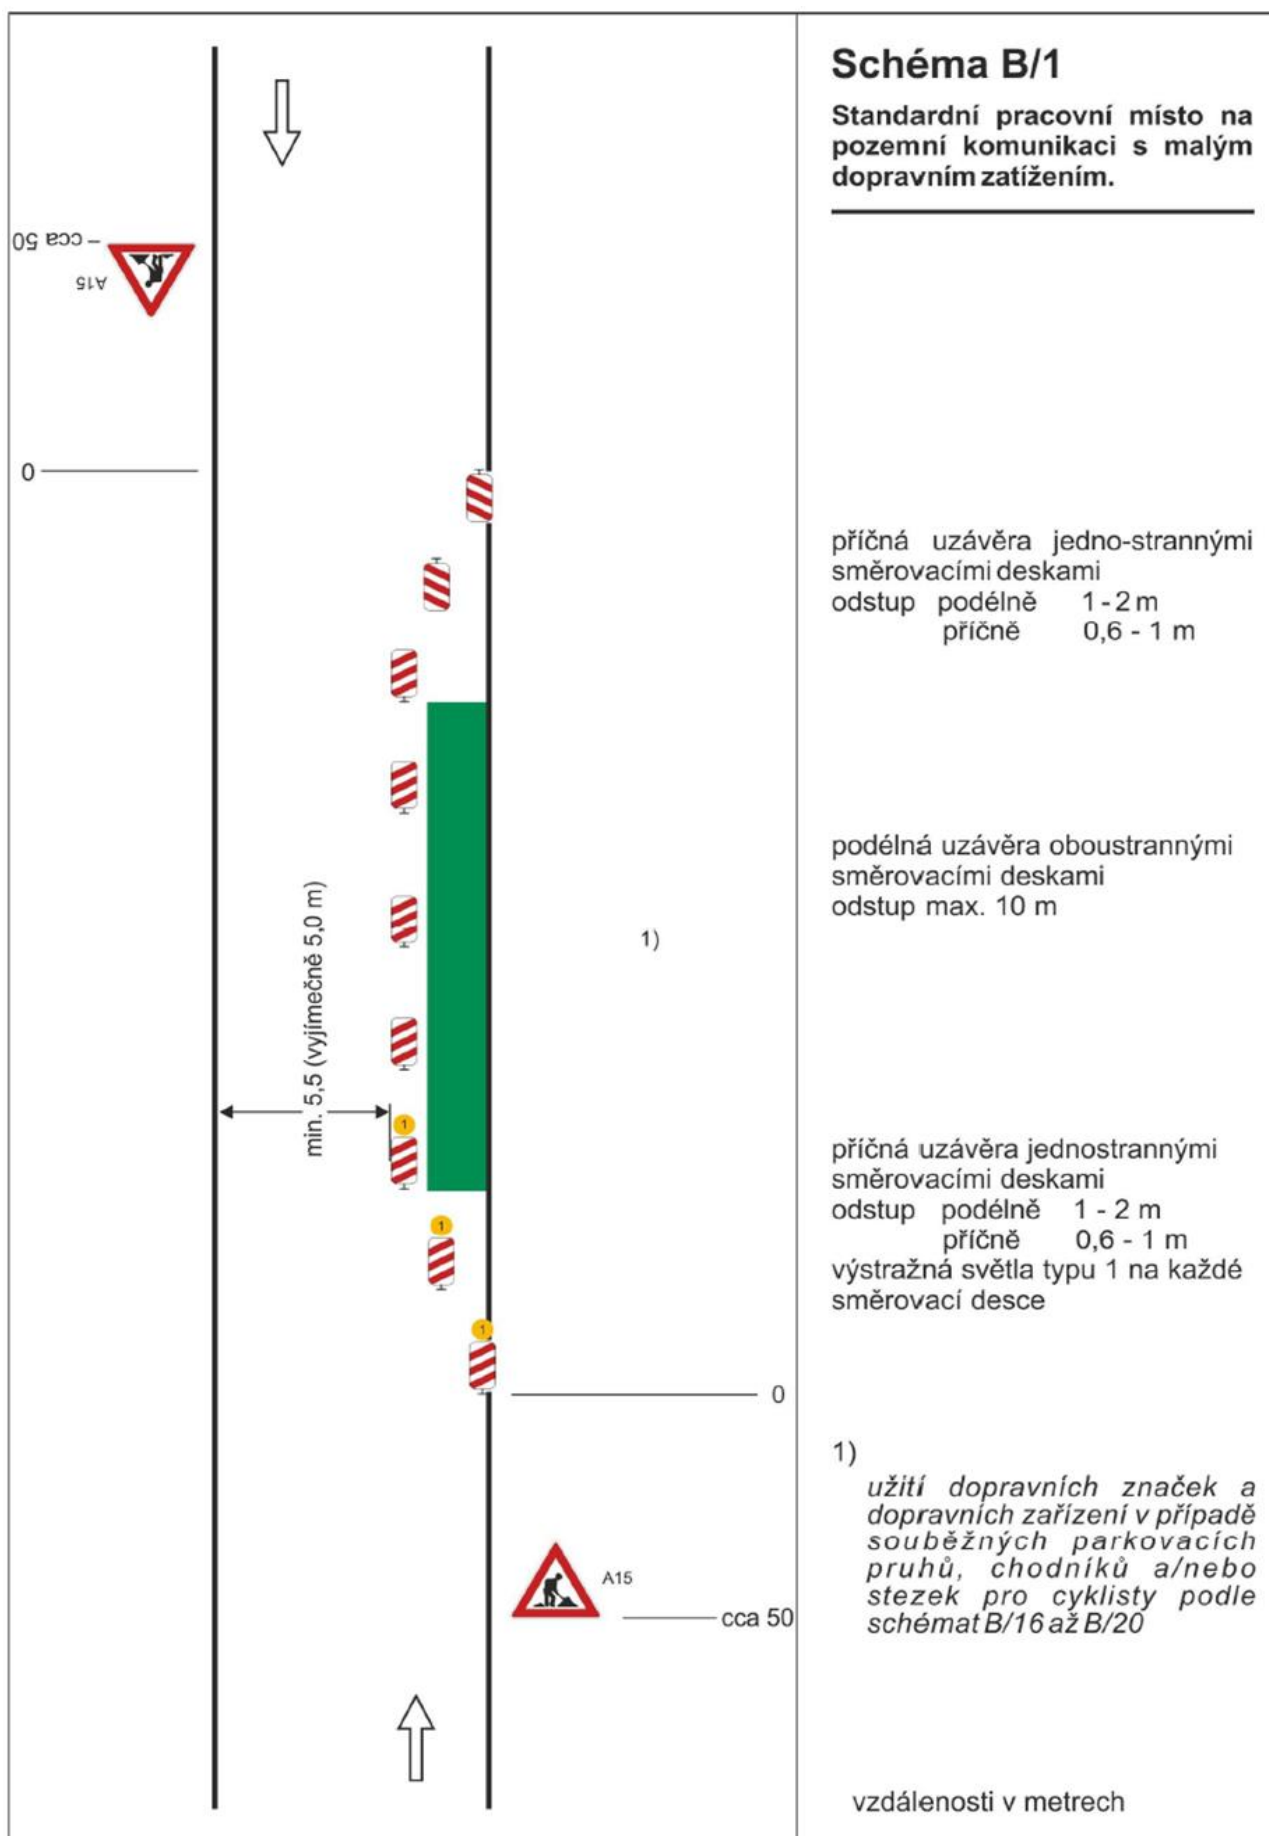 Schéma B/1
Standardní pracovní místo na
pozemní komunikaci s malým
dopravním zatížením.
cca 50
A15
0
příčná uzávěra jedno-strannými
směrovacími deskami
odstup podélně 1 - 2 m
příčně 0,6 - 1 m
podélná uzávěra oboustrannými
směrovacími deskami
odstup max. 10 m
1)
min. 5,5 (vyjímečně 5,0 m)
1
příčná uzávěra jednostrannými
směrovacími deskami
odstup podélně 1 - 2 m
příčně 0,6 - 1 m
výstražná světla typu 1 na každé
směrovací desce
1
1
0
1)
užití dopravních značek a
dopravních zařízení v případě
souběžných parkovacích
pruhů, chodníků a/nebo
stezek pro cyklisty podle
schémat B/16 až B/20
A15
cca 50
vzdálenosti v metrech